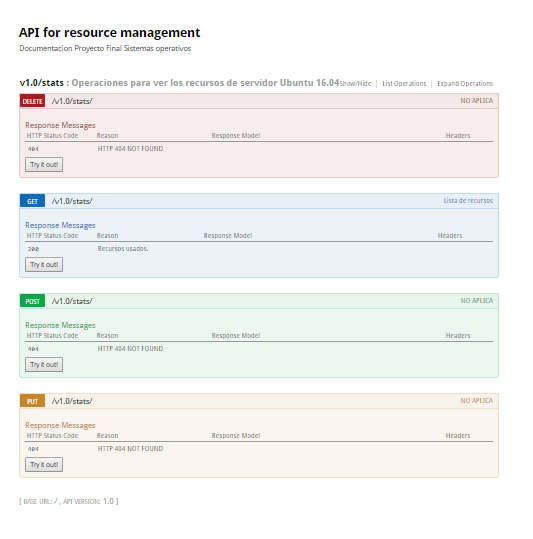 API for resource management
Documentacion Proyecto Final Sistemas operativos
v1.0/stats : Operaciones para ver los recursos de servidor Ubuntu 16.04 Show/Hide | List Operations | Expand Operations
DELETE /v1.0/stats/ NO APLICA
Response Messages
HTTP Status Code Reason Response Model Headers
404 HTTP 404 NOT FOUND
Try it out!
GET /v1.0/stats/ Lista de recursos
Response Messages
HTTP Status Code Reason Response Model Headers
200 Recursos usados.
Try it out!
POST /v1.0/stats/ NO APLICA
Response Messages
HTTP Status Code Reason Response Model Headers
404 HTTP 404 NOT FOUND
Try it out!
PUT /v1.0/stats/ NO APLICA
Response Messages
HTTP Status Code Reason Response Model Headers
404 HTTP 404 NOT FOUND
Try it out!
[ BASE URL: / , API VERSION: 1.0 ]